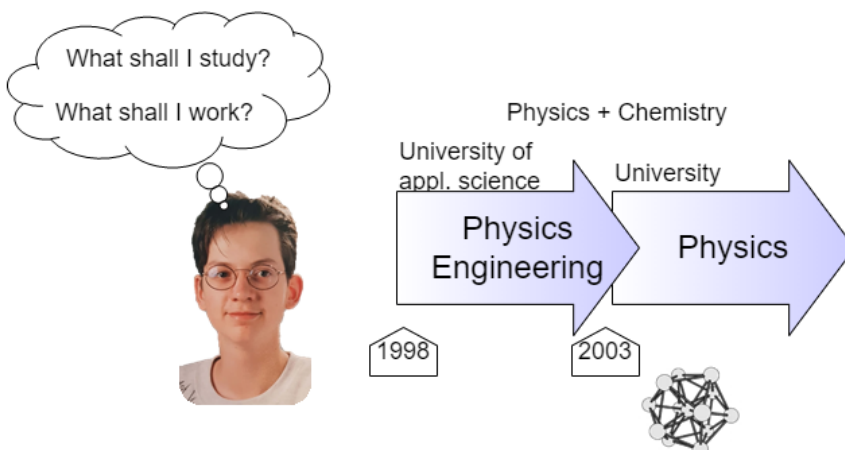 What shall I study?
What shall I work?
Physics + Chemistry
University of
appl. science
University
Physics
Engineering
Physics
1998
2003